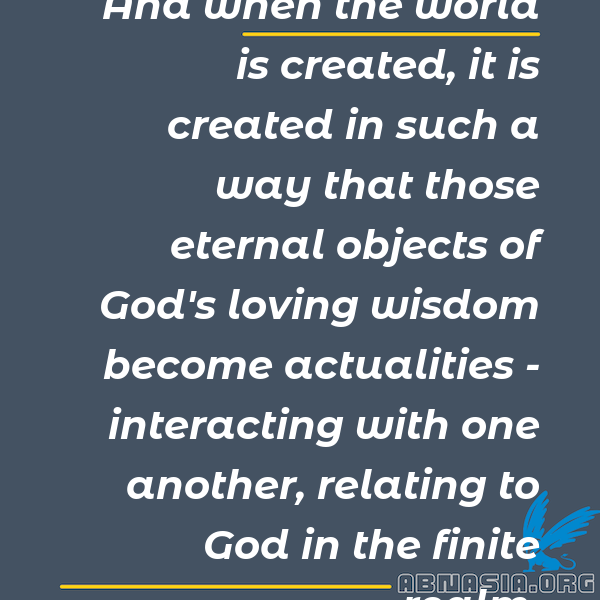 And when the world
is created, it is
created in such a
way that those
eternal objects of
God's loving wisdom
become actualities -
interacting with one
another, relating to
God in the finite
realm.
ABNASIA.ORG